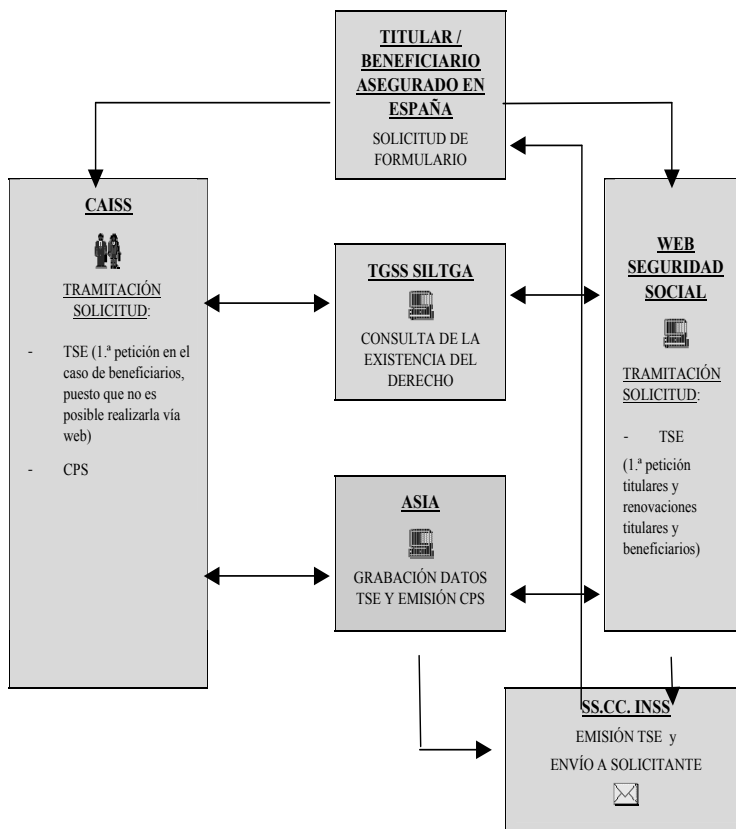 TITULAR /
BENEFICIARIO
ASEGURADO EN
ESPAÑA
SOLICITUD DE
FORMULARIO
CAISS
TRAMITACIÓN
SOLICITUD:
- TSE (1.ª petición en el
caso de beneficiarios,
puesto que no es
posible realizarla vía
web)
- CPS
TGSS SILTGA
CONSULTA DE LA
EXISTENCIA DEL
DERECHO
ASIA
GRABACIÓN DATOS
TSE Y EMISIÓN CPS
WEB
SEGURIDAD
SOCIAL
TRAMITACIÓN
SOLICITUD:
- TSE
(1.ª petición
titulares y
renovaciones
titulares y
beneficiarios)
SS.CC. INSS
EMISIÓN TSE y
ENVÍO A SOLICITANTE